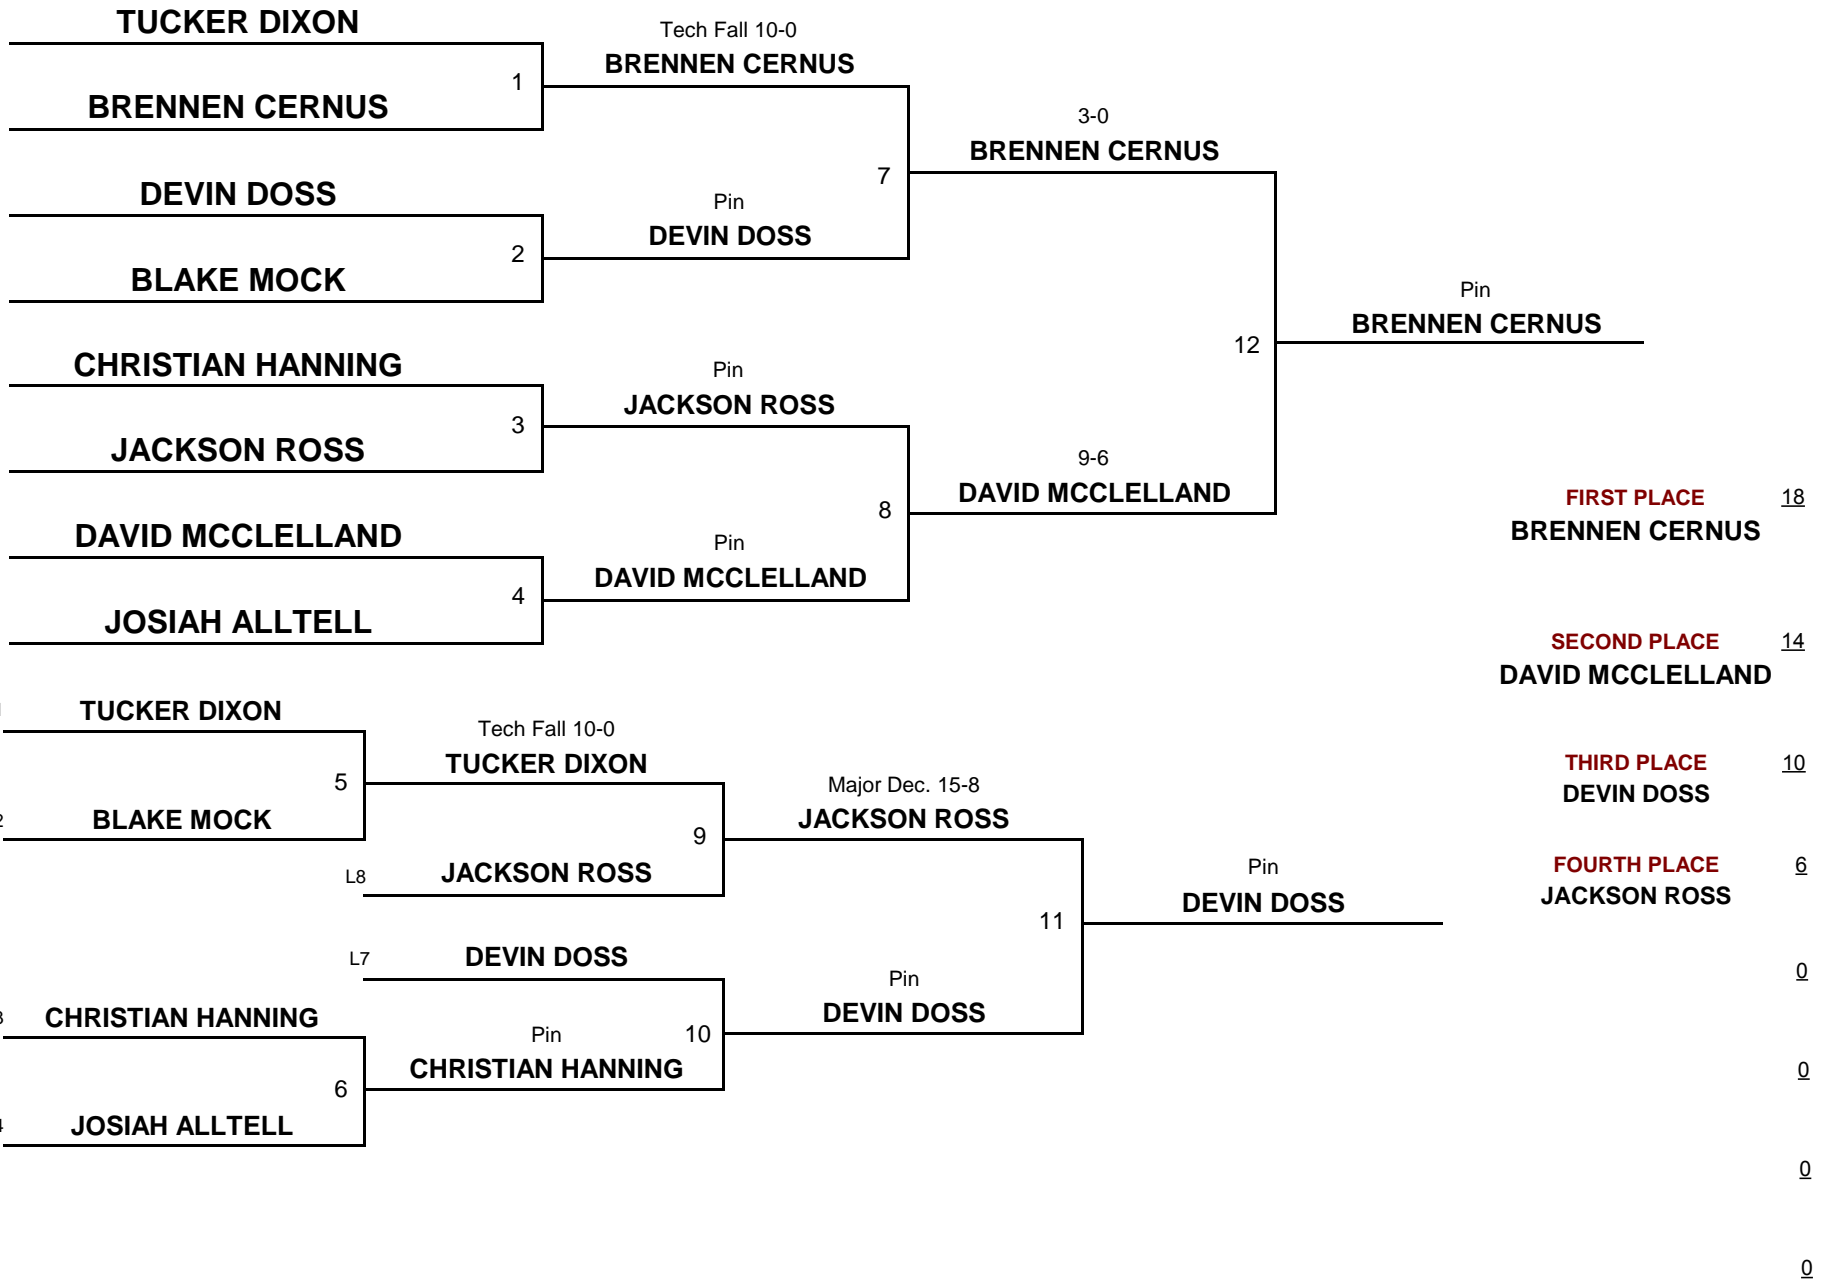 TUCKER DIXON
Tech Fall 10-0
BRENNEN CERNUS
1
BRENNEN CERNUS
3-0
BRENNEN CERNUS
DEVIN DOSS
7
Pin
DEVIN DOSS
2
BLAKE MOCK
Pin
BRENNEN CERNUS
12
CHRISTIAN HANNING
Pin
JACKSON ROSS
3
JACKSON ROSS
9-6
DAVID MCCLELLAND
8
DAVID MCCLELLAND
Pin
DAVID MCCLELLAND
4
JOSIAH ALLTELL
FIRST PLACE 18
BRENNEN CERNUS
SECOND PLACE 14
DAVID MCCLELLAND
TUCKER DIXON
Tech Fall 10-0
TUCKER DIXON
5
2 BLAKE MOCK
Major Dec. 15-8
JACKSON ROSS
9
L8 JACKSON ROSS
THIRD PLACE 10
DEVIN DOSS
FOURTH PLACE 6
JACKSON ROSS
Pin
DEVIN DOSS
11
L7 DEVIN DOSS
Pin
DEVIN DOSS
0
3 CHRISTIAN HANNING
Pin
10
CHRISTIAN HANNING
6
0
4 JOSIAH ALLTELL
0
0